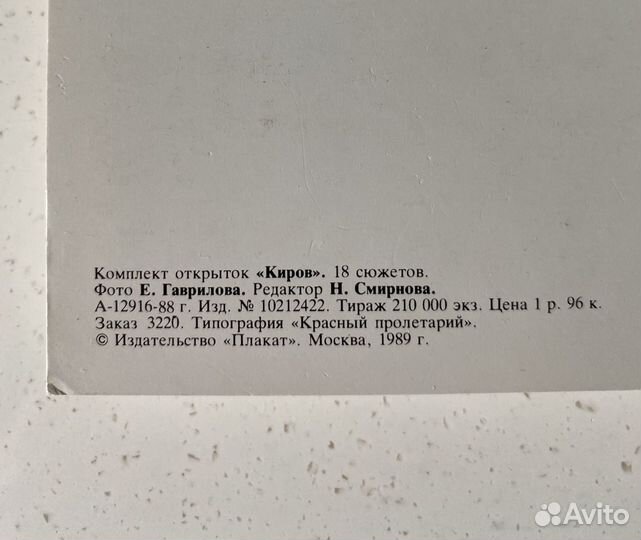 Комплект открыток «Киров». 18 сюжетов.
Фото Е. Гаврилова. Редактор Н. Смирнова.
А-12916-88 г. Изд. № 10212422. Тираж 210 000 экз. Цена 1 р. 96 к.
Заказ 3220. Типография «Красный пролетарий».
© Издательство «Плакат». Москва, 1989 г.
Avito